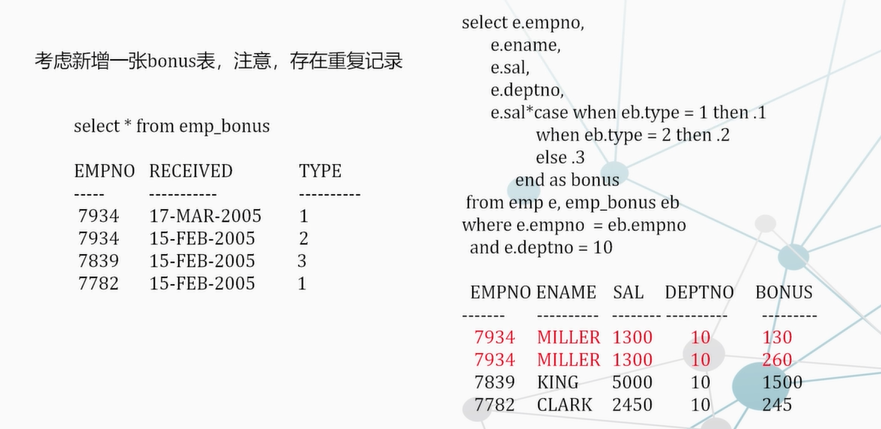 考虑新增一张bonus表，注意，存在重复记录
select * from emp_bonus
EMPNO RECEIVED TYPE
----- ----------- ----------
7934 17-MAR-2005 1
7934 15-FEB-2005 2
7839 15-FEB-2005 3
7782 15-FEB-2005 1
select e.empno,
e.ename,
e.sal,
e.deptno,
e.sal*case when eb.type = 1 then .1
when eb.type = 2 then .2
else .3
end as bonus
from emp e, emp_bonus eb
where e.empno = eb.empno
and e.deptno = 10
EMPNO ENAME SAL DEPTNO BONUS
------- ---------- -------- ---------- ---------
7934 MILLER 1300 10 130
7934 MILLER 1300 10 260
7839 KING 5000 10 1500
7782 CLARK 2450 10 245